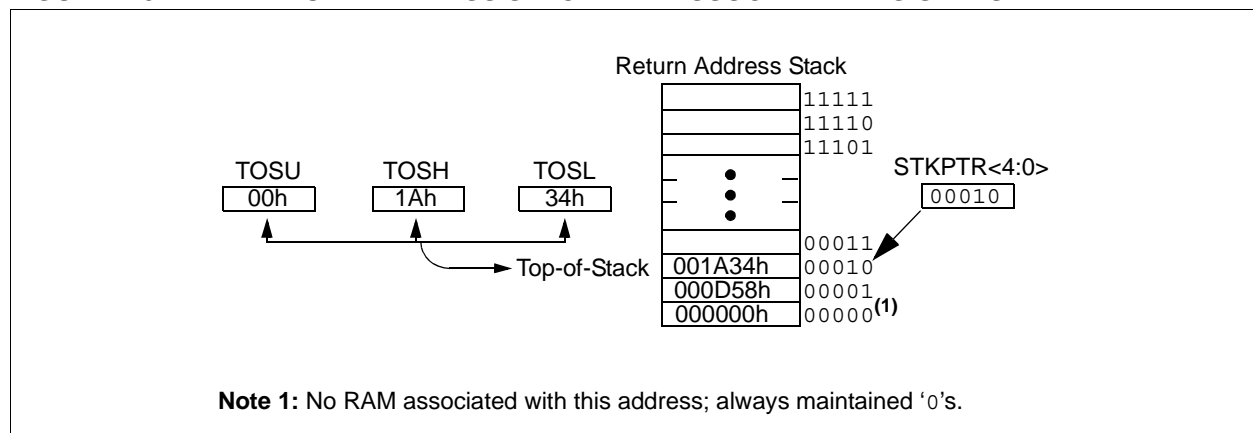 Return Address Stack
11111
11110
11101
TOSU TOSH TOSL
00h 1Ah 34h
STKPTR<4:0>
00010
00011
Top-of-Stack 001A34h 00010
000D58h 00001
000000h 00000(1)
Note 1: No RAM associated with this address; always maintained ‘0’s.